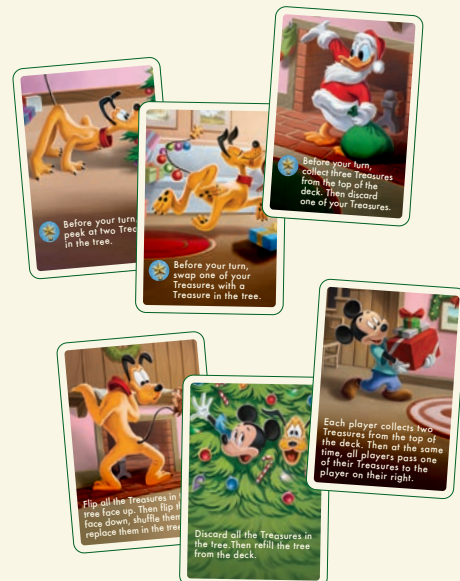 Before your turn,
collect three Treasures
from the top of the
deck. Then discard
one of your Treasures.
Before your turn,
peek at two
in the tree.
Before your turn,
swap one of your
Treasures with a
Treasure in the tree.
Each player collects two
Treasures from the top of
the deck. Then at the same
time, all players pass one
of their Treasures to the
player on their right.
Flip all the Treasures in
tree face up. Then flip
face down, shuffle them
replace them in the tree
Discard all the Treasures in
the tree.Then refill the tree
from the deck.